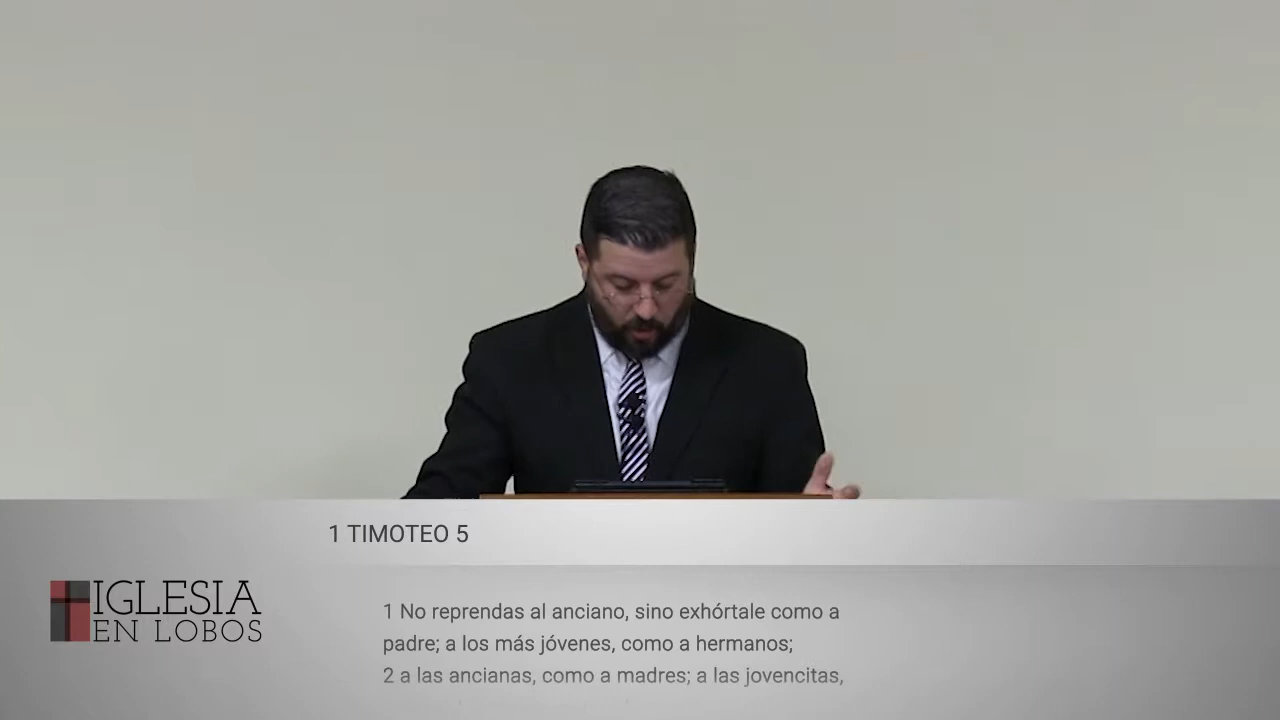 1 TIMOTEO 5
IGLESIA
EN LOBOS
1 No reprendas al anciano, sino exhórtale como a
padre; a los más jóvenes, como a hermanos;
2 a las ancianas, como a madres; a las jovencitas,